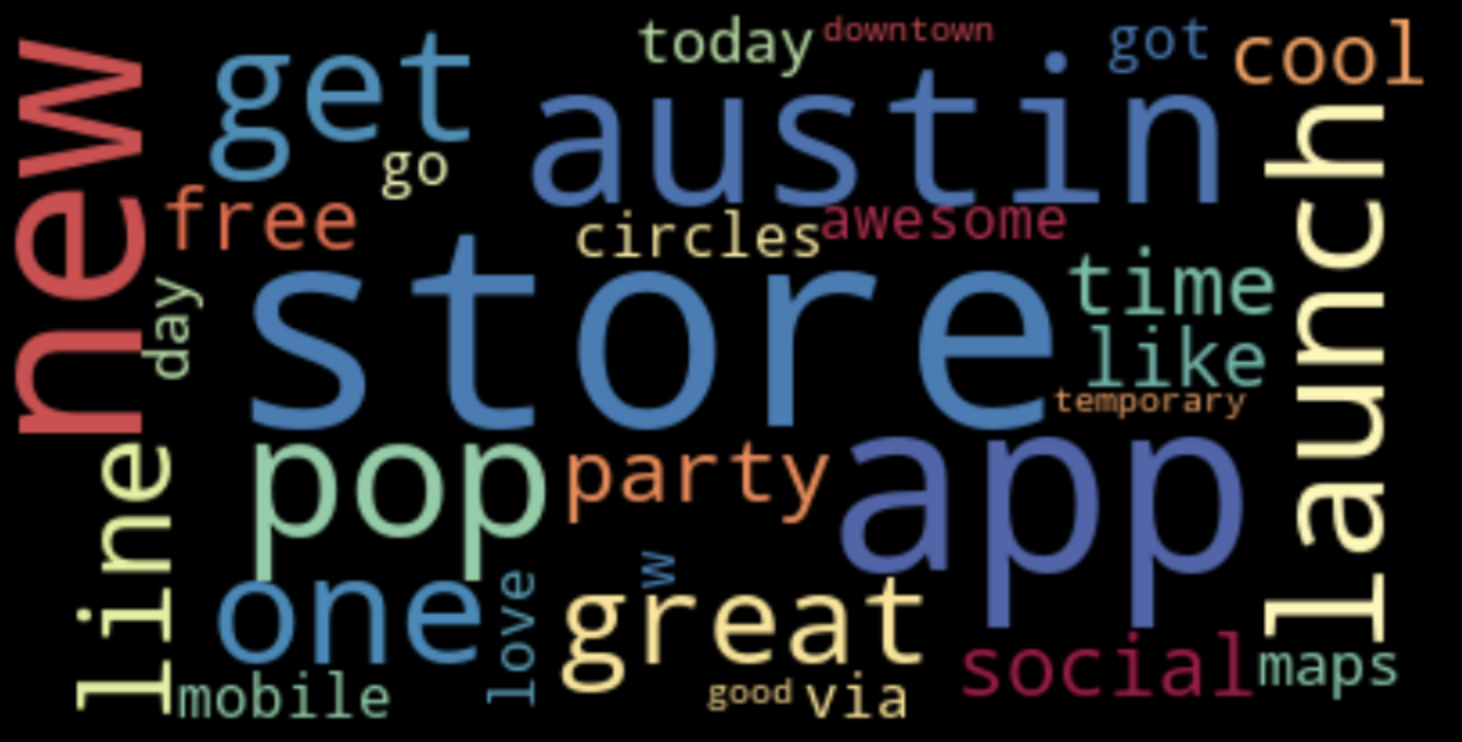 new
get
today
downtown
got
cool
austin
launch
go
free
circles
awesome
day
store
time
like
temporary
line
pop
party
app
w
one
love
great
social
maps
mobile
good
via